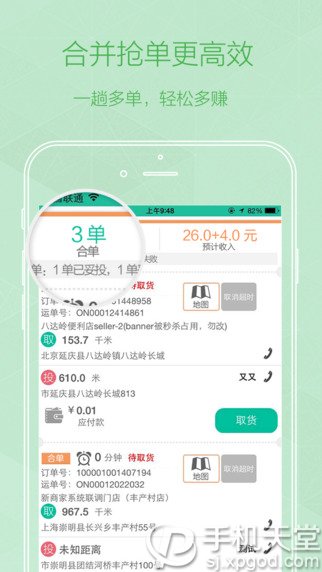 合并抢单更高效
一趟多单，轻松多赚
联通
上午9:48
82%
3单
合单
26.0+4.0 元
预计收入
单：1单已妥投，1单
失败
待取货
订单号：
01448958
运单号： ON00012414861
地图
取消超时
八达岭便利店seller-2(banner被秒杀占用，勿改)
取 153.7 千米
北京延庆县八达岭镇八达岭长城
投 610.0 米
又又
市延庆县八达岭长城813
¥ 0.01
应付款
取货
合单 0 分钟 待取货
订单号： 100001001407194
运单号： ON00012022032
地图
取消超时
新商家系统联调门店（丰产村店）
取 967.5 千米
上海崇明县长兴乡丰产村55号
投 未知距离
市崇明县团结河桥丰产村100号
手机天堂
sj.xpgod.com